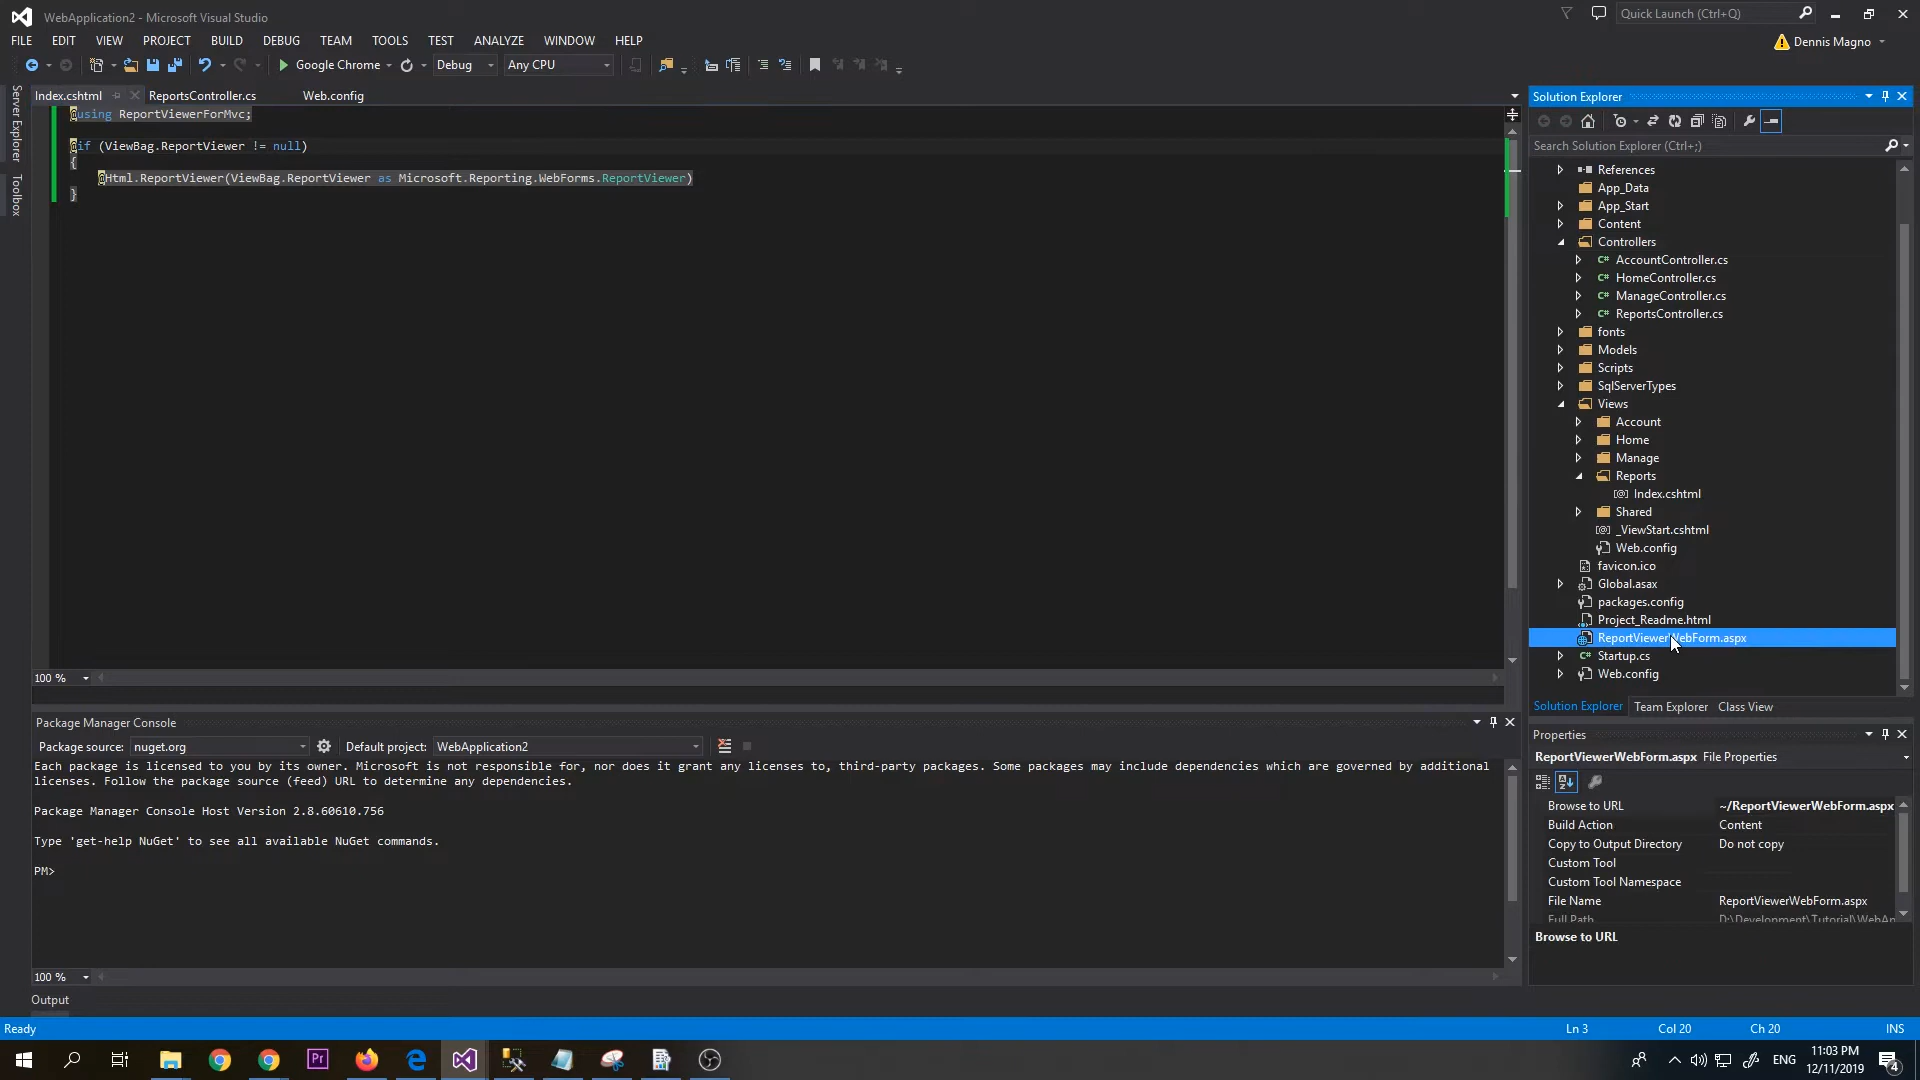 WebApplication2 - Microsoft Visual Studio
Quick Launch (Ctrl+Q)
FILE EDIT VIEW PROJECT BUILD DEBUG TEAM TOOLS TEST ANALYZE WINDOW HELP
Dennis Magno
Google Chrome Debug Any CPU
Server Explorer
Toolbox
Index.cshtml ReportsController.cs Web.config
@using ReportViewerForMvc;
@if (ViewBag.ReportViewer != null)
{
@Html.ReportViewer(ViewBag.ReportViewer as Microsoft.Reporting.WebForms.ReportViewer)
}
100 %
Solution Explorer
Search Solution Explorer (Ctrl+;)
References
App_Data
App_Start
Content
Controllers
C# AccountController.cs
C# HomeController.cs
C# ManageController.cs
C# ReportsController.cs
fonts
Models
Scripts
SqlServerTypes
Views
Account
Home
Manage
Reports
[@] Index.cshtml
Shared
[@] _ViewStart.cshtml
Web.config
favicon.ico
Global.asax
packages.config
Project_Readme.html
ReportViewerWebForm.aspx
C# Startup.cs
Web.config
Solution Explorer Team Explorer Class View
Package Manager Console
Package source: nuget.org Default project: WebApplication2
Each package is licensed to you by its owner. Microsoft is not responsible for, nor does it grant any licenses to, third-party packages. Some packages may include dependencies which are governed by additional
licenses. Follow the package source (feed) URL to determine any dependencies.
Package Manager Console Host Version 2.8.60610.756
Type 'get-help NuGet' to see all available NuGet commands.
PM>
100 %
Output
Properties
ReportViewerWebForm.aspx File Properties
Browse to URL ~/ReportViewerWebForm.aspx
Build Action Content
Copy to Output Directory Do not copy
Custom Tool
Custom Tool Namespace
File Name ReportViewerWebForm.aspx
Full Path D:\Development\Tutorial\WebAp
Browse to URL
Ready Ln 3 Col 20 Ch 20 INS
Pr
ENG
11:03 PM
12/11/2019
4